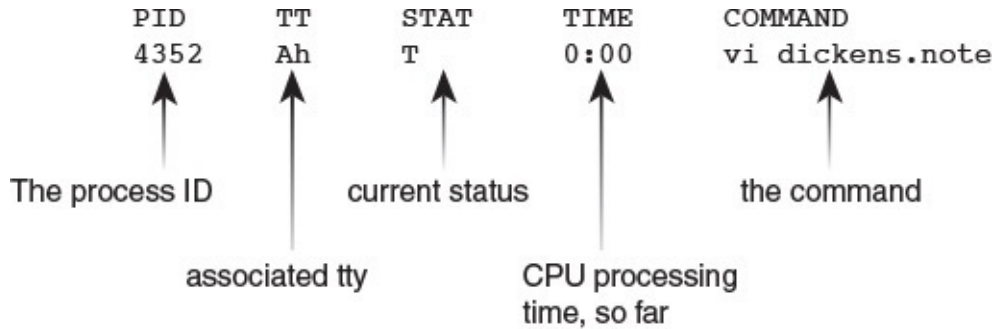 PID TT STAT TIME COMMAND
4352 Ah T 0:00 vi dickens.note
The process ID current status the command
associated tty CPU processing
time, so far